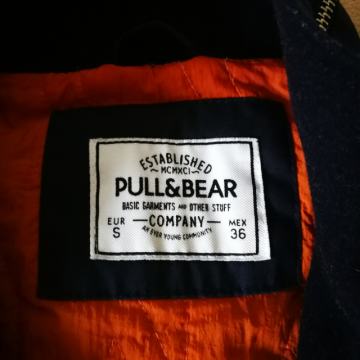 ESTABLISHED
~ MCMXCI ~
PULL&BEAR
BASIC GARMENTS AND OTHER STUFF
— COMPANY —
EUR
S
MEX
36
AN EVER YOUNG COMMUNITY